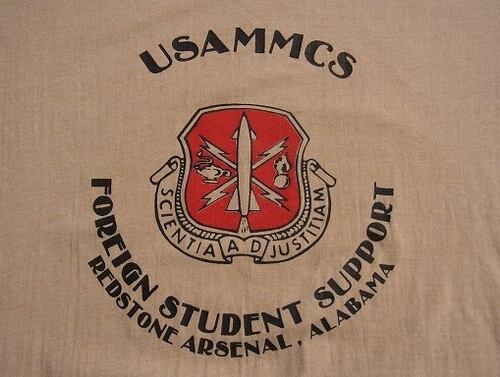 USAMMCS
SCIENTIA AD JUSTITIAM
FOREIGN STUDENT SUPPORT
REDSTONE ARSENAL, ALABAMA